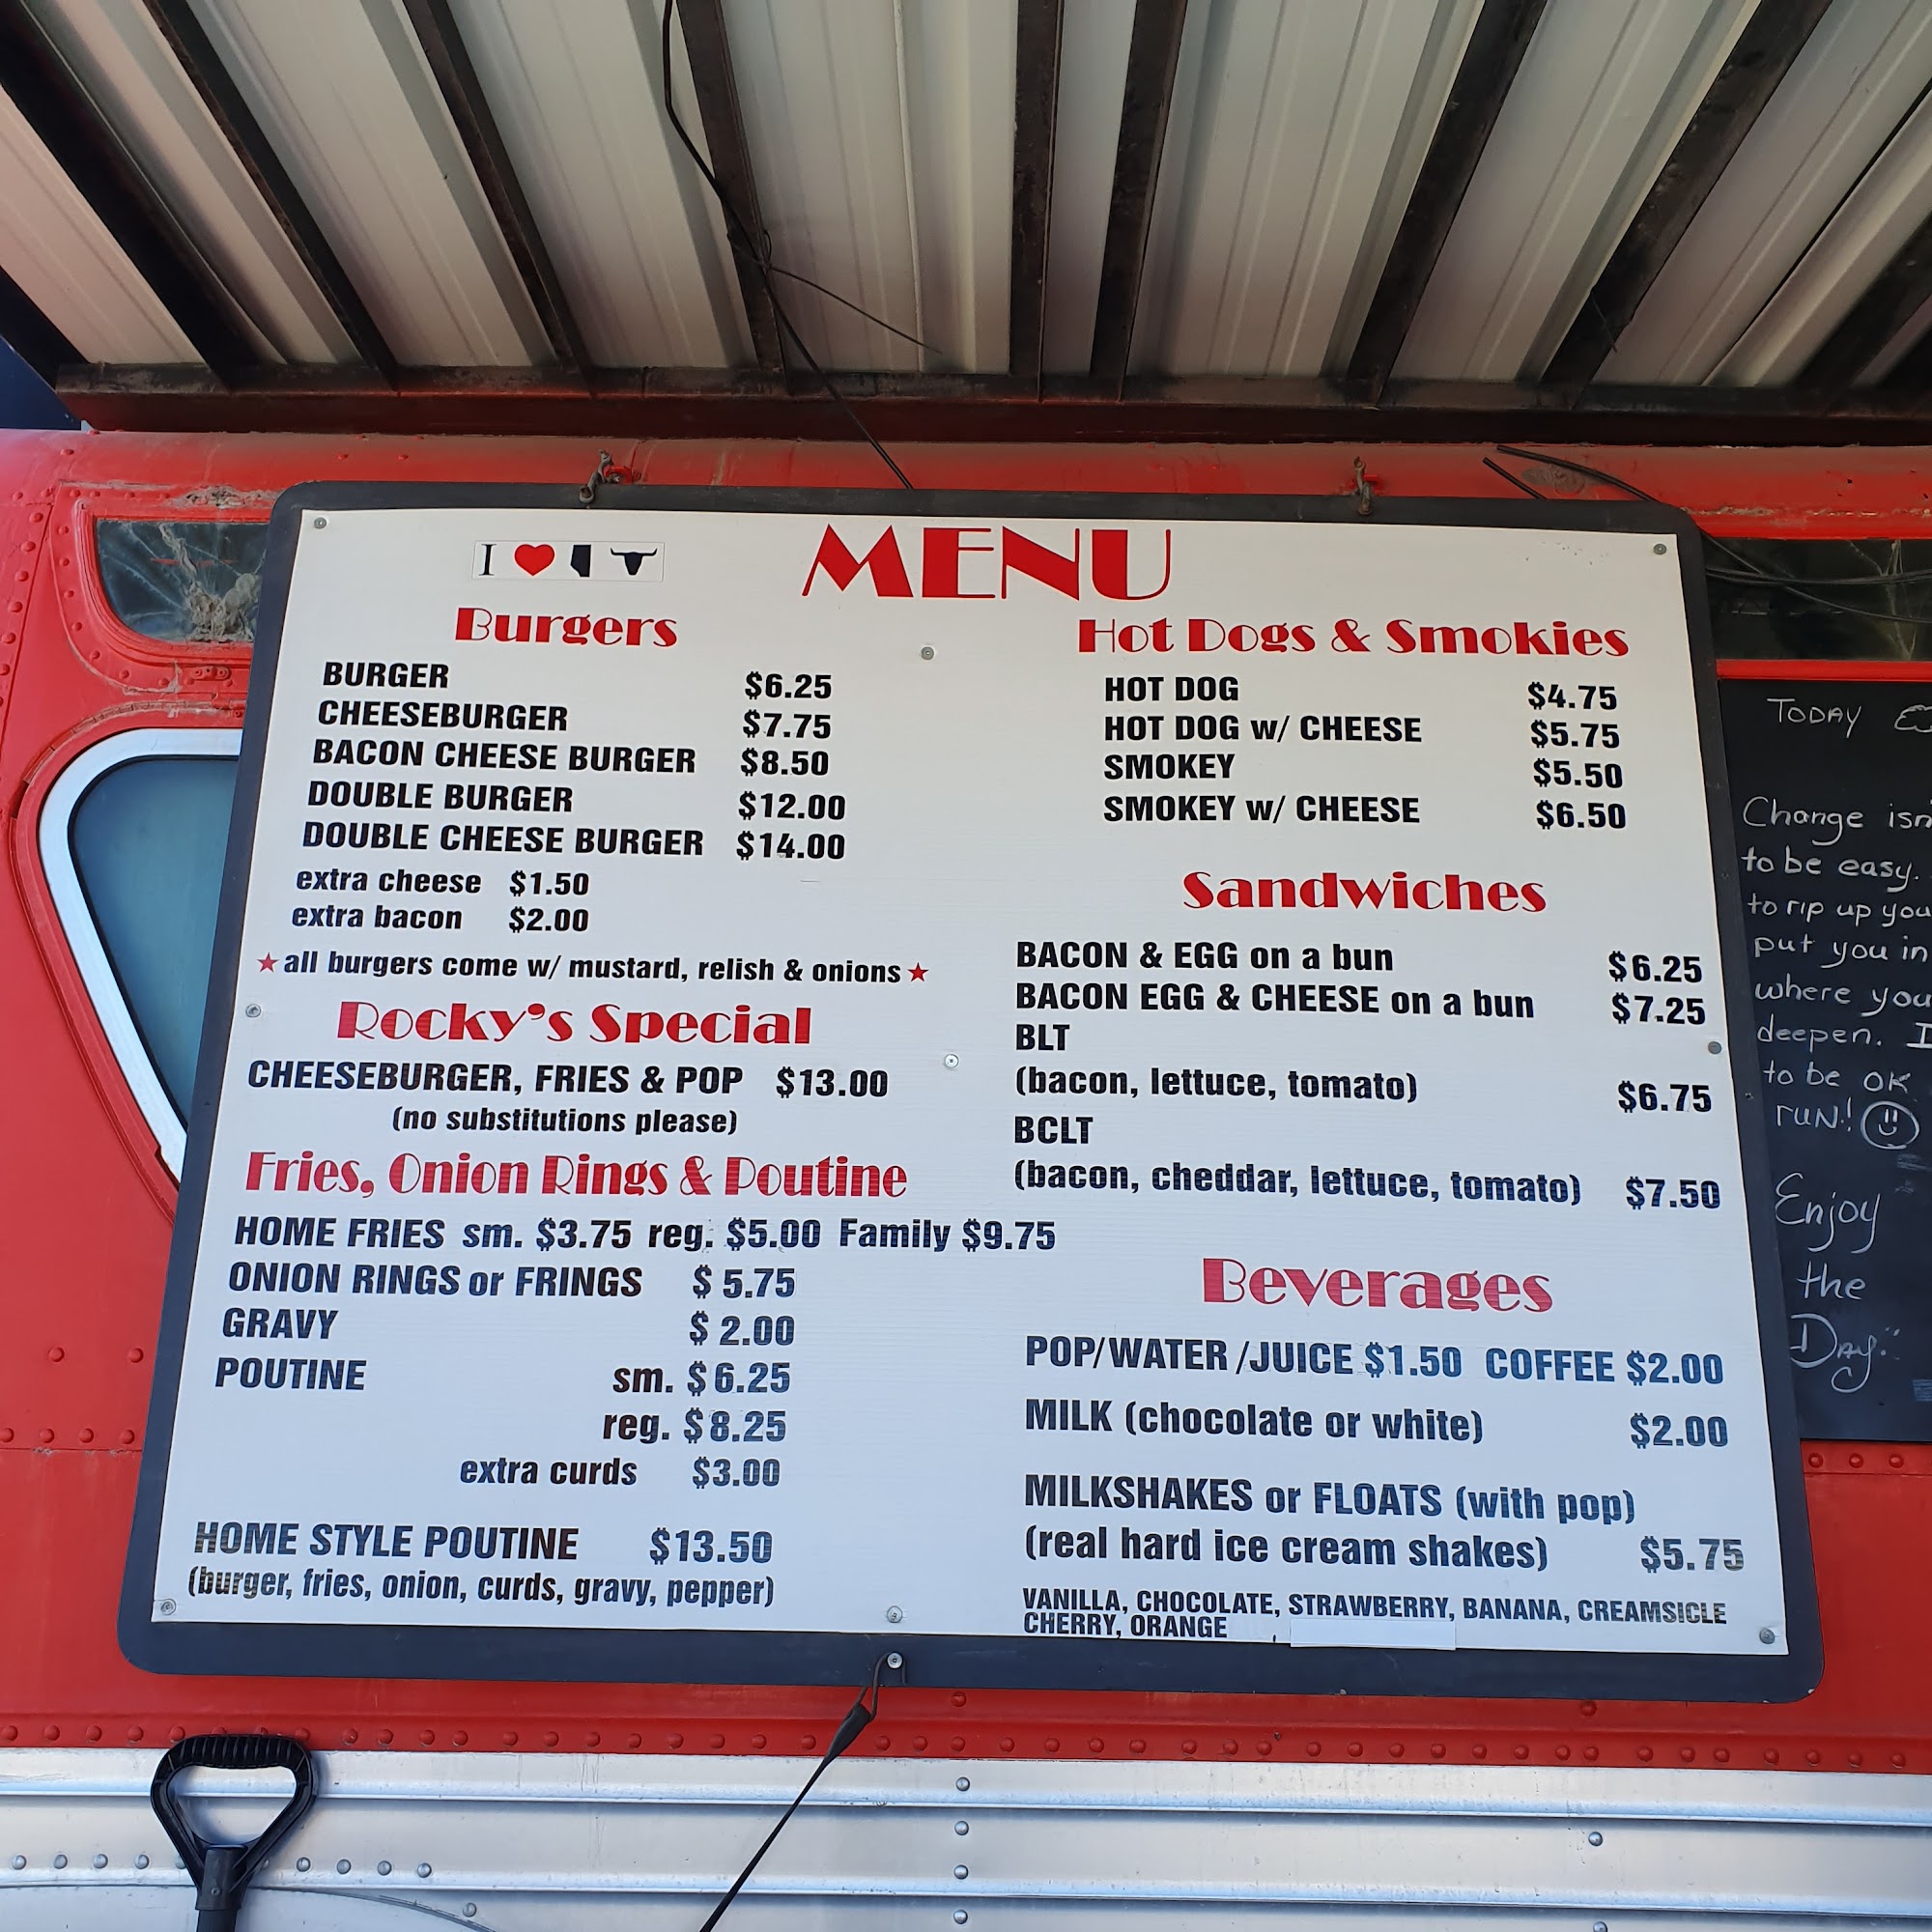 I
MENU
Burgers
BURGER $6.25
CHEESEBURGER $7.75
BACON CHEESE BURGER $8.50
DOUBLE BURGER $12.00
DOUBLE CHEESE BURGER $14.00
extra cheese $1.50
extra bacon $2.00
★ all burgers come w/ mustard, relish & onions ★
Rocky's Special
CHEESEBURGER, FRIES & POP $13.00
(no substitutions please)
Fries, Onion Rings & Poutine
HOME FRIES sm. $3.75 reg. $5.00 Family $9.75
ONION RINGS or FRINGS $ 5.75
GRAVY $ 2.00
POUTINE sm. $ 6.25
reg. $ 8.25
extra curds $3.00
HOME STYLE POUTINE $13.50
(burger, fries, onion, curds, gravy, pepper)
Hot Dogs & Smokies
HOT DOG $4.75
HOT DOG w/ CHEESE $5.75
SMOKEY $5.50
SMOKEY w/ CHEESE $6.50
Sandwiches
BACON & EGG on a bun $6.25
BACON EGG & CHEESE on a bun $7.25
BLT
(bacon, lettuce, tomato) $6.75
BCLT
(bacon, cheddar, lettuce, tomato) $7.50
Beverages
POP/WATER /JUICE $1.50 COFFEE $2.00
MILK (chocolate or white) $2.00
MILKSHAKES or FLOATS (with pop)
(real hard ice cream shakes) $5.75
VANILLA, CHOCOLATE, STRAWBERRY, BANANA, CREAMSICLE
CHERRY, ORANGE ,
TODAY
Change
to be easy.
to rip up
put you in
where
deepen.
to be OK
run!
Enjoy
the
Day